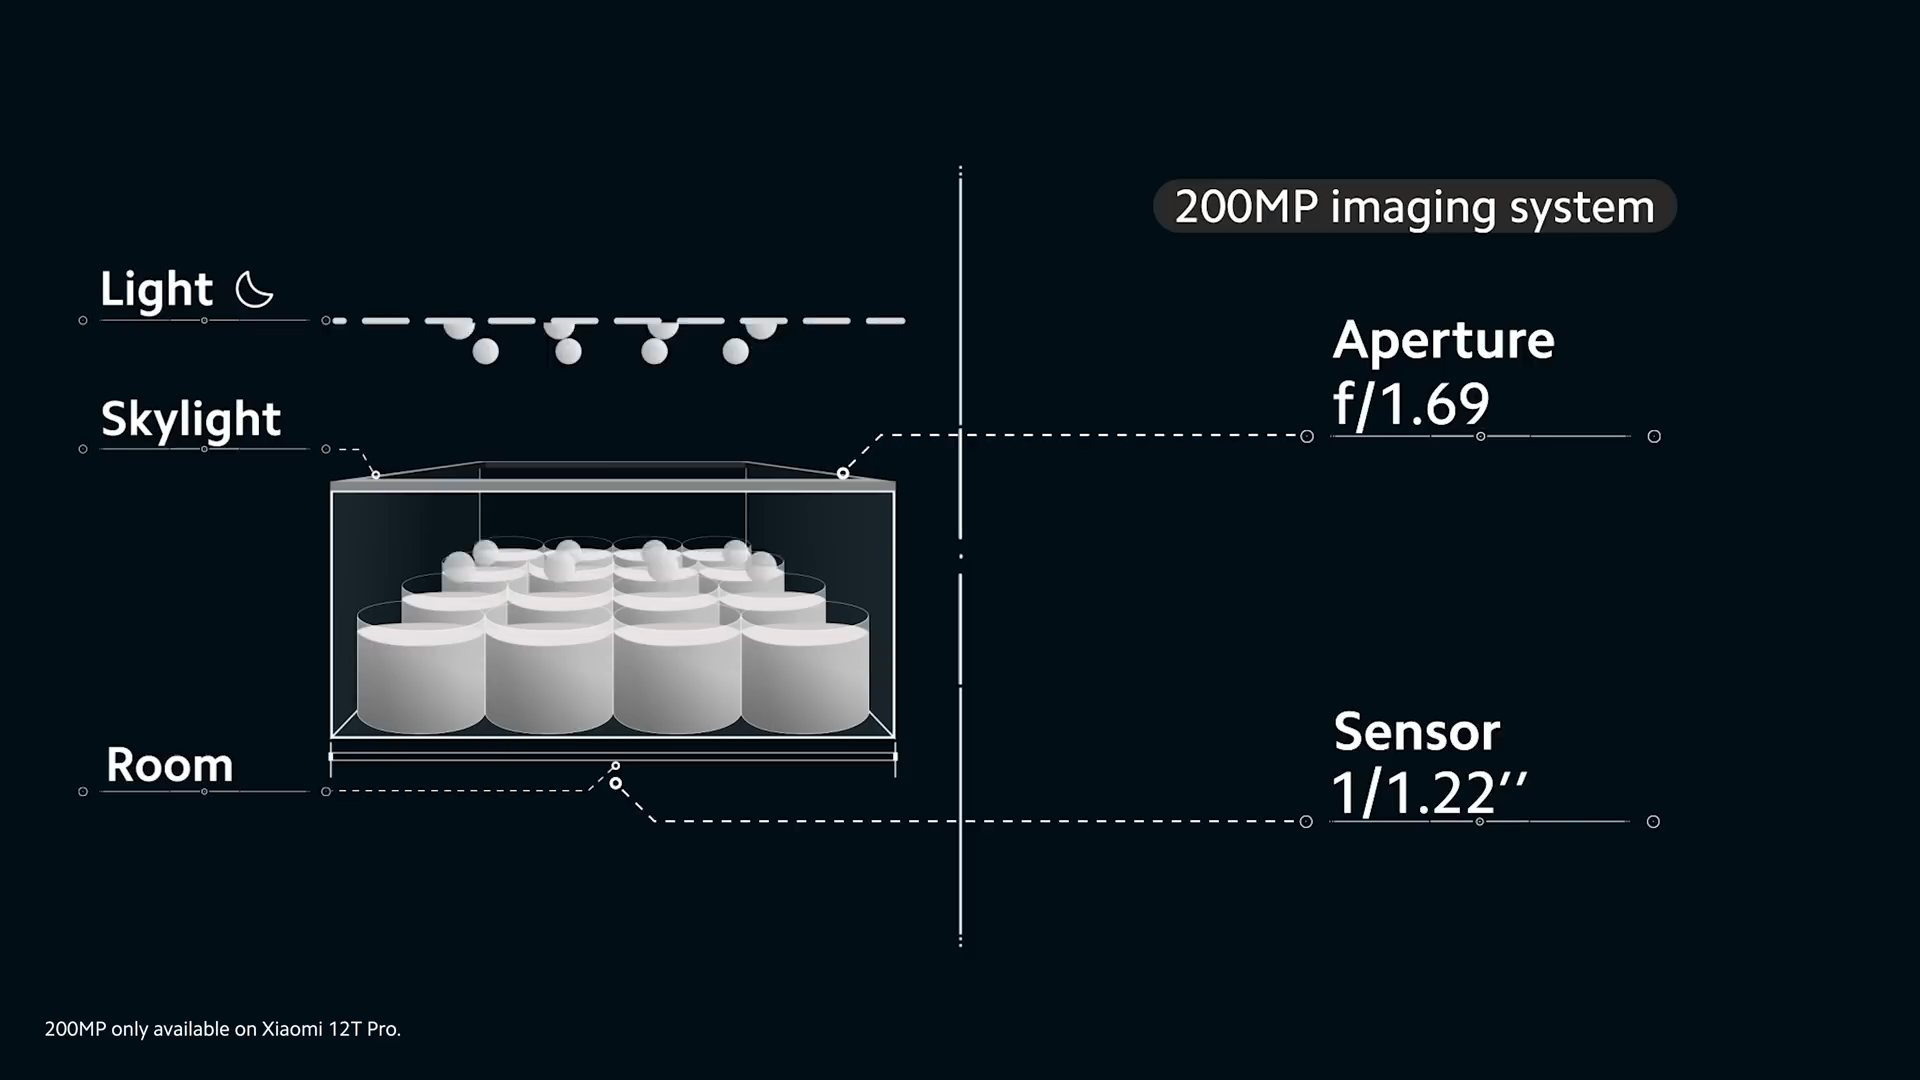 Light
Skylight
Room
200MP imaging system
Aperture
f/1.69
Sensor
1/1.22’’
200MP only available on Xiaomi 12T Pro.